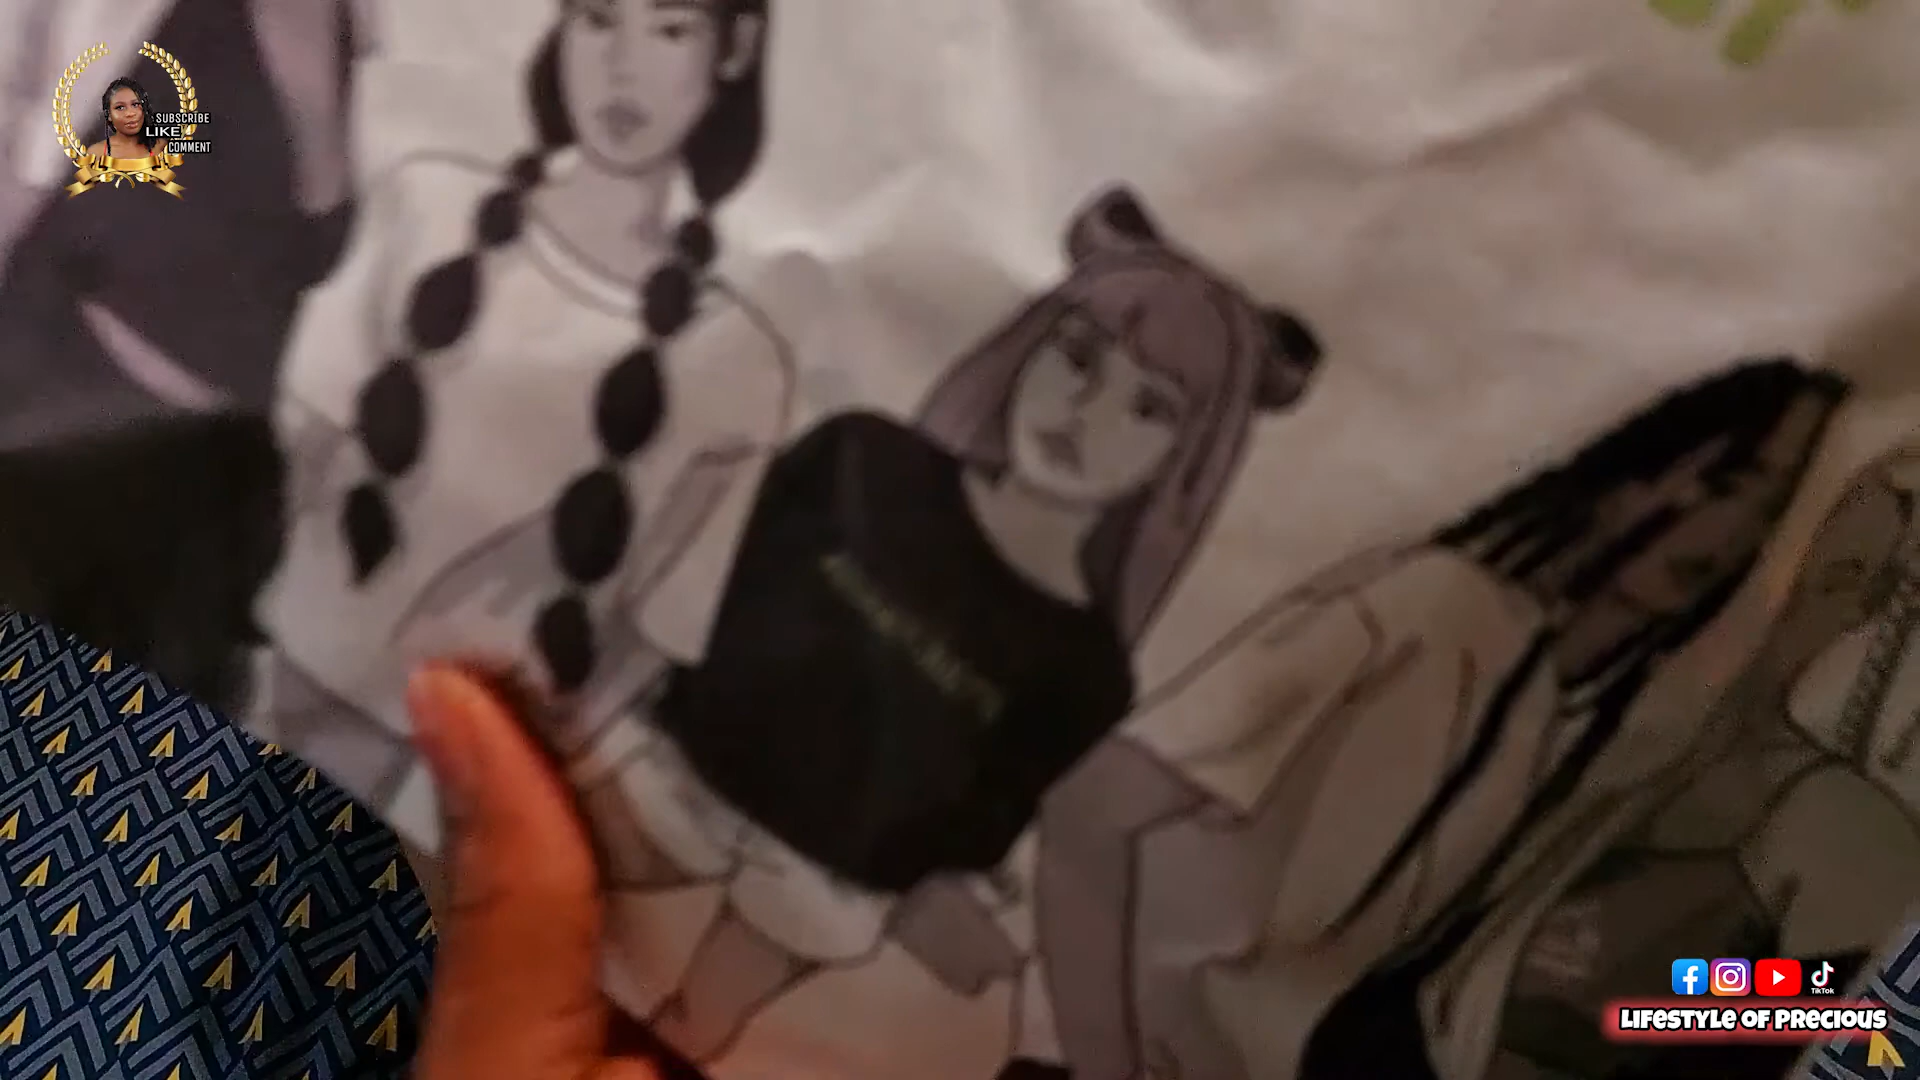 SUBSCRIBE
LIKE
COMMENT
TikTok
LIFESTYLE OF PRECIOUS